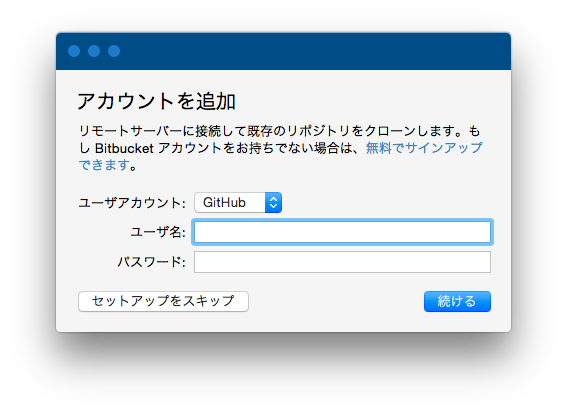 アカウントを追加
リモートサーバーに接続して既存のリポジトリをクローンします。も
し Bitbucket アカウントをお持ちでない場合は、無料でサインアップ
できます。
ユーザアカウント: GitHub
ユーザ名:
パスワード:
セットアップをスキップ 続ける